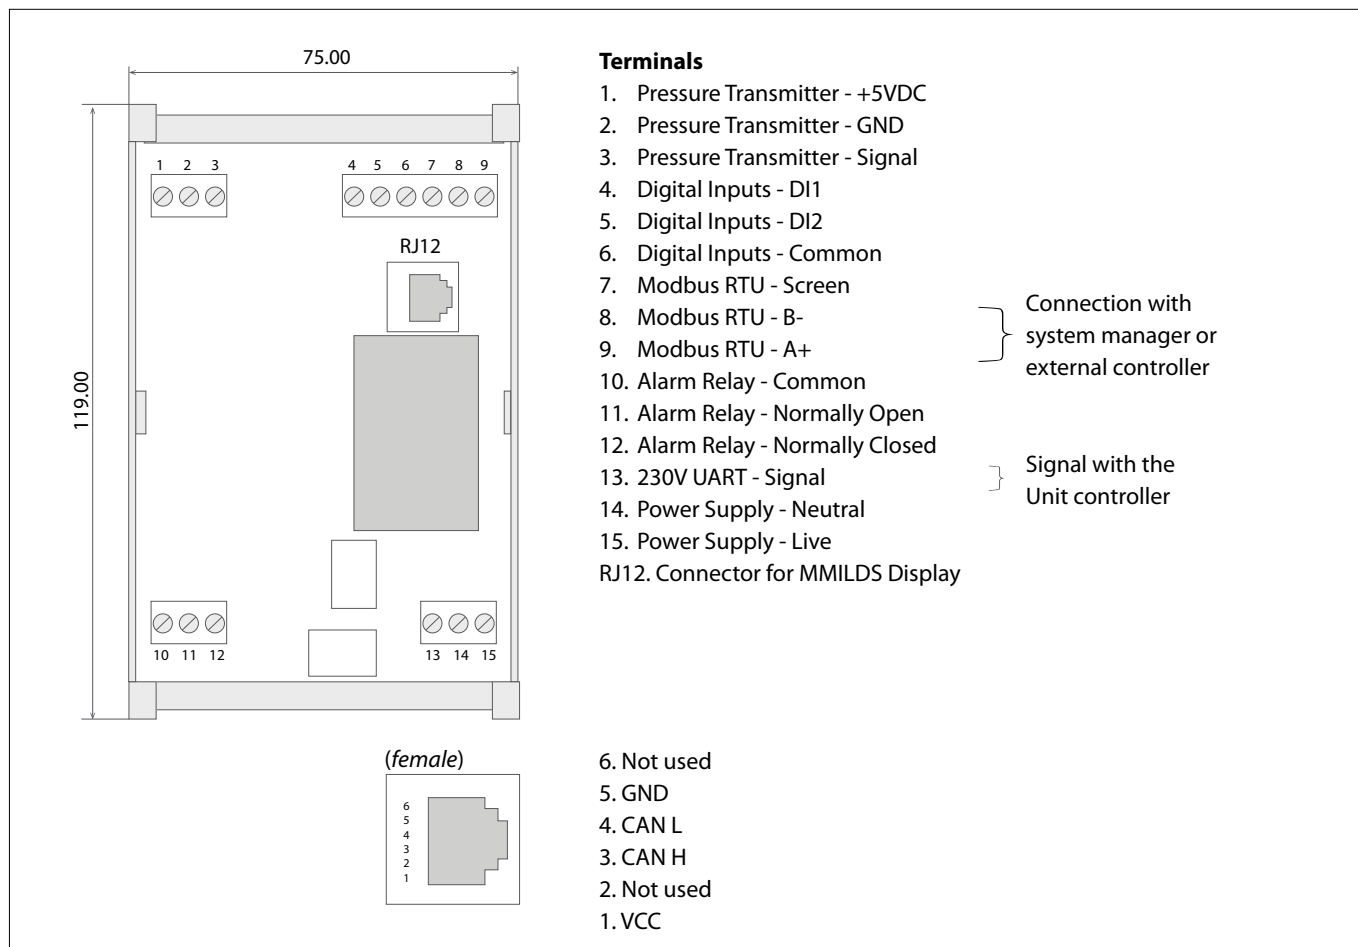 75.00
119.00
1 2 3
4 5 6 7 8 9
RJ12
10 11 12
13 14 15
Terminals
1. Pressure Transmitter - +5VDC
2. Pressure Transmitter - GND
3. Pressure Transmitter - Signal
4. Digital Inputs - DI1
5. Digital Inputs - DI2
6. Digital Inputs - Common
7. Modbus RTU - Screen
8. Modbus RTU - B-
9. Modbus RTU - A+
10. Alarm Relay - Common
11. Alarm Relay - Normally Open
12. Alarm Relay - Normally Closed
13. 230V UART - Signal
14. Power Supply - Neutral
15. Power Supply - Live
RJ12. Connector for MMILDS Display
Connection with
system manager or
external controller
Signal with the
Unit controller
(female)
6
5
4
3
2
1
6. Not used
5. GND
4. CAN L
3. CAN H
2. Not used
1. VCC